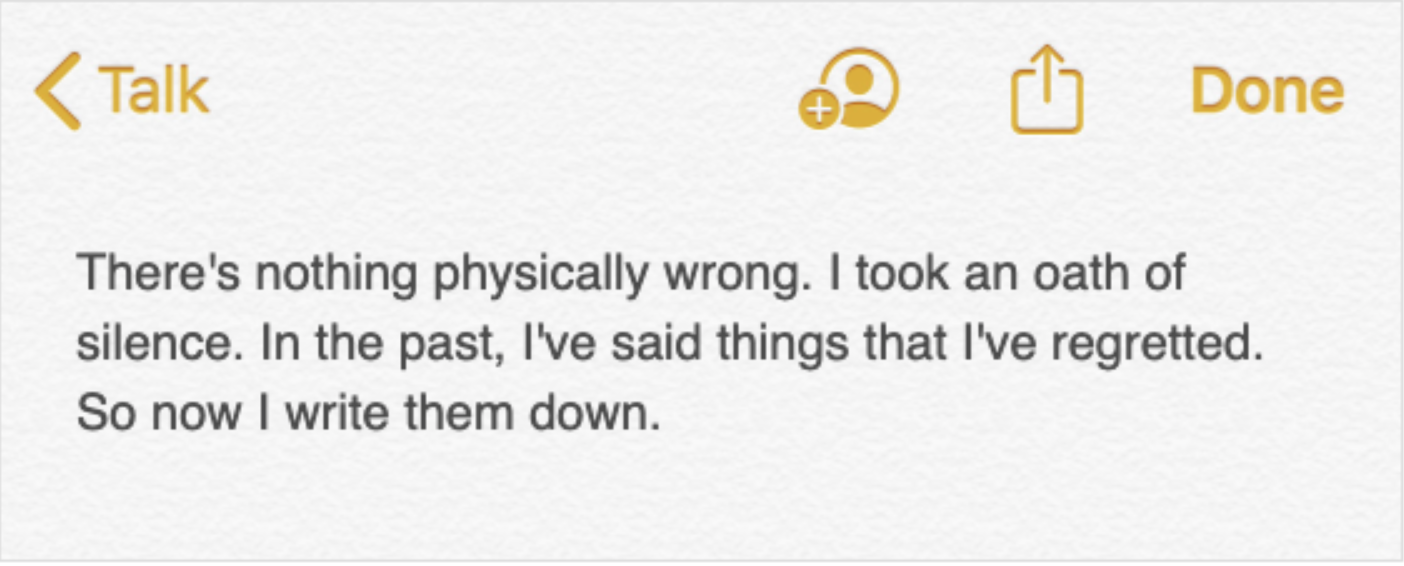 Talk Done
There's nothing physically wrong. I took an oath of
silence. In the past, I've said things that I've regretted.
So now I write them down.